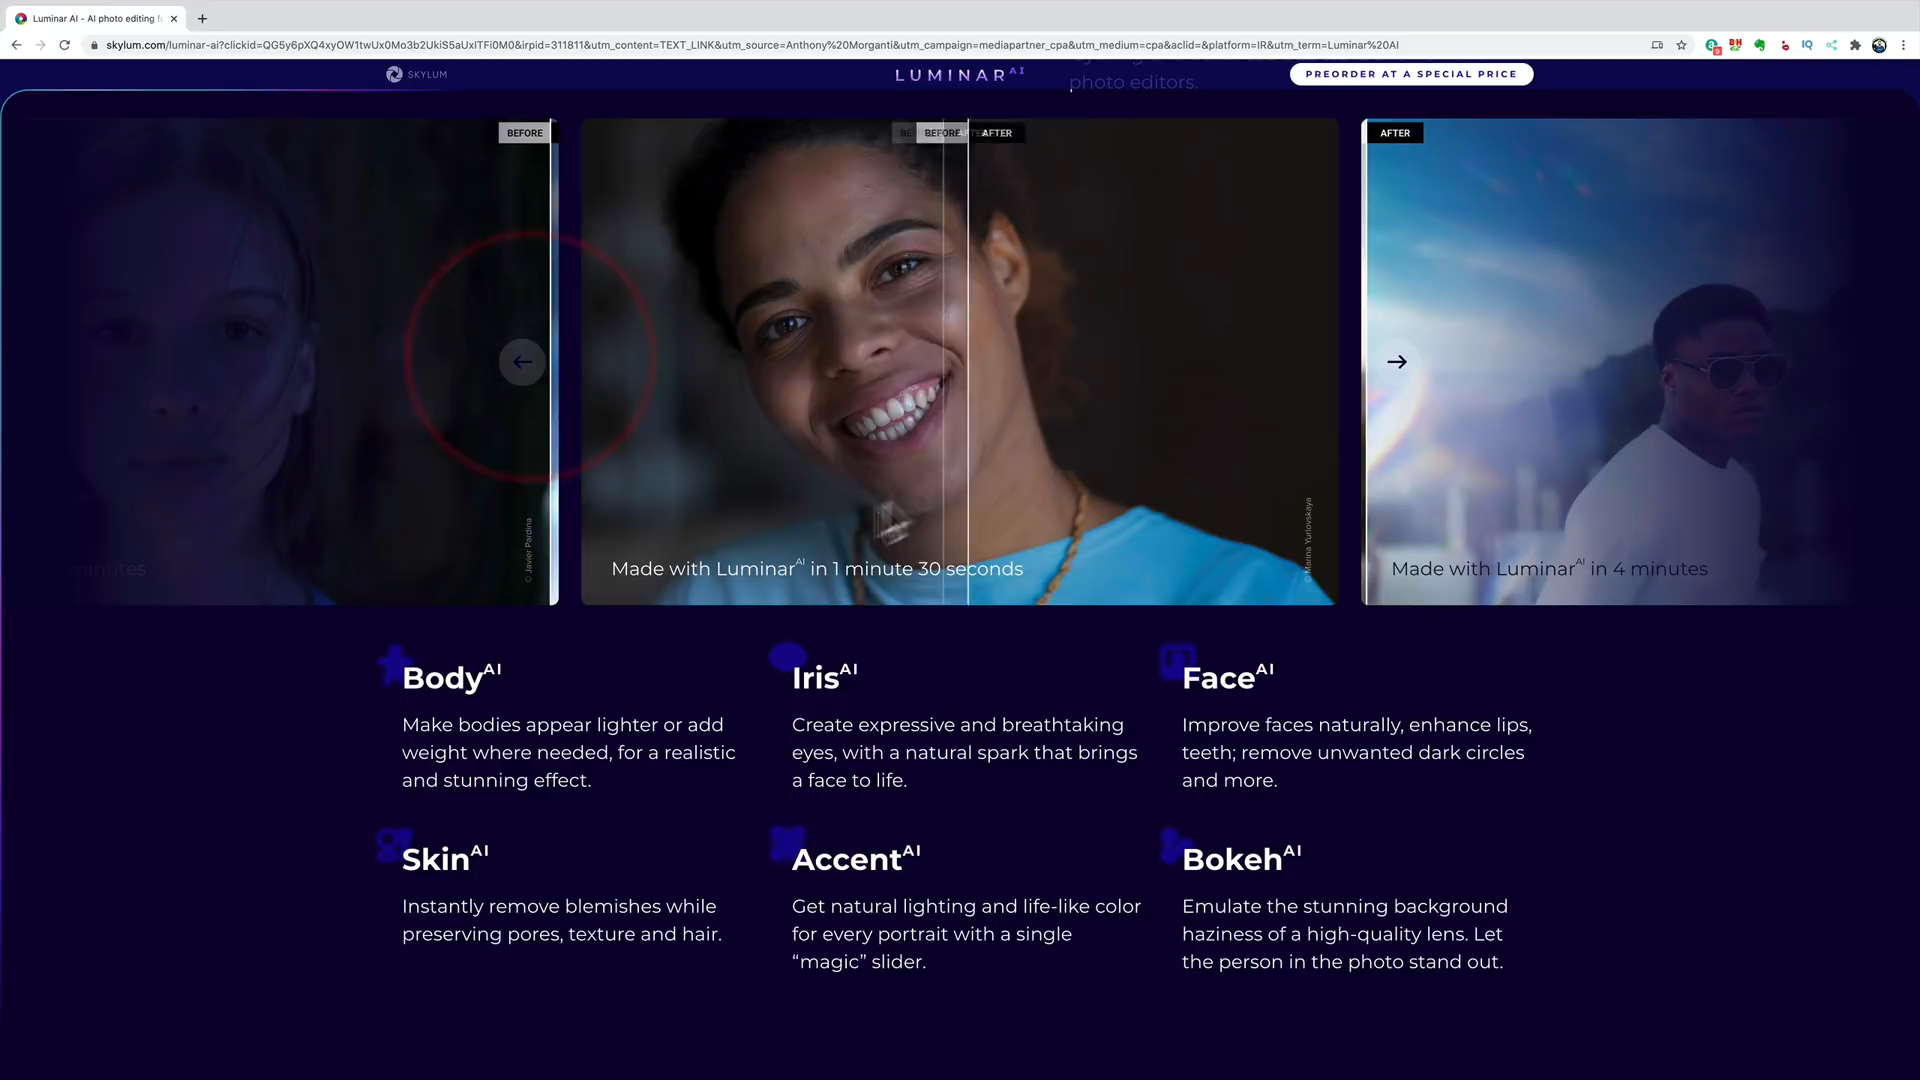 Luminar AI - AI photo editing f
skylum.com/luminar-ai?clickid=QG5y6pXQ4xyOW1twUx0Mo3b2UkiS5aUxlTFi0M0&irpid=311811&utm_content=TEXT_LINK&utm_source=Anthony%20Morganti&utm_campaign=mediapartner_cpa&utm_medium=cpa&aclid=&platform=IR&utm_term=Luminar%20AI
SKYLUM
LUMINAR AI
photo editors.
PREORDER AT A SPECIAL PRICE
BEFORE
BEFORE
AFTER
AFTER
© Javier Pardina
© Marina Yurlovskaya
minutes
Made with Luminar AI in 1 minute 30 seconds
Made with Luminar AI in 4 minutes
Body AI
Make bodies appear lighter or add
weight where needed, for a realistic
and stunning effect.
Iris AI
Create expressive and breathtaking
eyes, with a natural spark that brings
a face to life.
Face AI
Improve faces naturally, enhance lips,
teeth; remove unwanted dark circles
and more.
Skin AI
Instantly remove blemishes while
preserving pores, texture and hair.
Accent AI
Get natural lighting and life-like color
for every portrait with a single
“magic” slider.
Bokeh AI
Emulate the stunning background
haziness of a high-quality lens. Let
the person in the photo stand out.